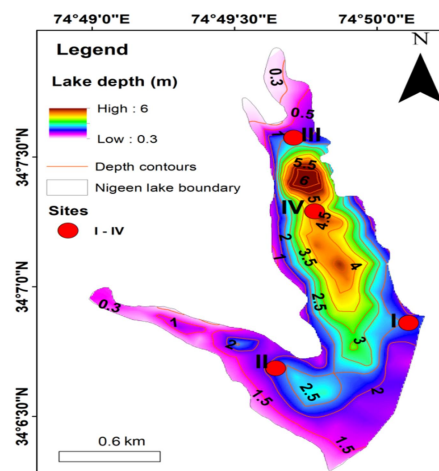 74°49'0"E 74°49'30"E 74°50'0"E
Legend
Lake depth (m)
High : 6
Low : 0.3
Depth contours
Nigeen lake boundary
Sites
I - IV
0.3
0.5
1
III
5.5
6
5
IV
4.5
2
3.5
4
1
2.5
0.3
1
I
3
2
II
2.5
2
1.5
1.5
34°7'30"N
34°7'0"N
34°6'30"N
0.6 km